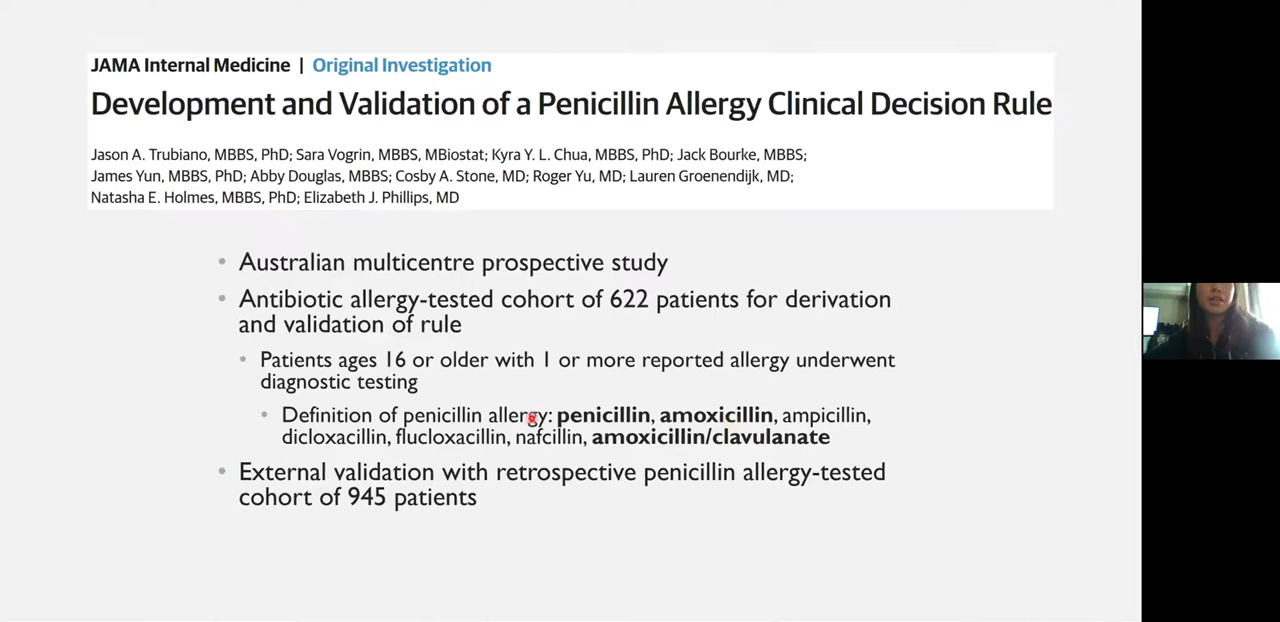 JAMA Internal Medicine | Original Investigation
Development and Validation of a Penicillin Allergy Clinical Decision Rule
Jason A. Trubiano, MBBS, PhD; Sara Vogrin, MBBS, MBiostat; Kyra Y. L. Chua, MBBS, PhD; Jack Bourke, MBBS;
James Yun, MBBS, PhD; Abby Douglas, MBBS; Cosby A. Stone, MD; Roger Yu, MD; Lauren Groenendijk, MD;
Natasha E. Holmes, MBBS, PhD; Elizabeth J. Phillips, MD
• Australian multicentre prospective study
• Antibiotic allergy-tested cohort of 622 patients for derivation
and validation of rule
• Patients ages 16 or older with 1 or more reported allergy underwent
diagnostic testing
• Definition of penicillin allergy: penicillin, amoxicillin, ampicillin,
dicloxacillin, flucloxacillin, nafcillin, amoxicillin/clavulanate
• External validation with retrospective penicillin allergy-tested
cohort of 945 patients